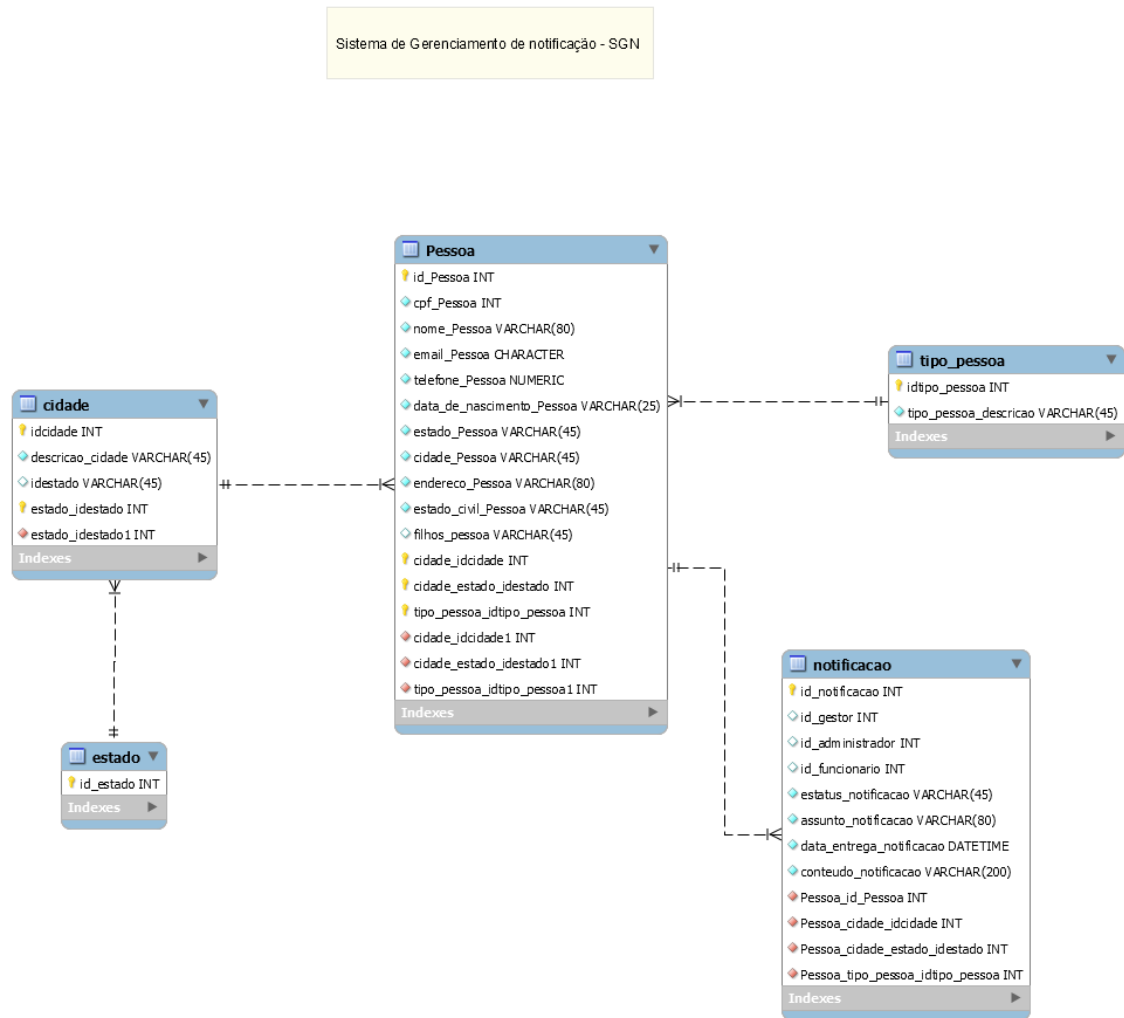 Sistema de Gerenciamento de notificação - SGN
Pessoa
id_Pessoa INT
cpf_Pessoa INT
nome_Pessoa VARCHAR(80)
email_Pessoa CHARACTER
telefone_Pessoa NUMERIC
data_de_nascimento_Pessoa VARCHAR(25)
estado_Pessoa VARCHAR(45)
cidade_Pessoa VARCHAR(45)
endereco_Pessoa VARCHAR(80)
estado_civil_Pessoa VARCHAR(45)
filhos_pessoa VARCHAR(45)
cidade_idcidade INT
cidade_estado_idestado INT
tipo_pessoa_idtipo_pessoa INT
cidade_idcidade1 INT
cidade_estado_idestado1 INT
tipo_pessoa_idtipo_pessoa1 INT
Indexes
tipo_pessoa
idtipo_pessoa INT
tipo_pessoa_descricao VARCHAR(45)
Indexes
cidade
idcidade INT
descricao_cidade VARCHAR(45)
idestado VARCHAR(45)
estado_idestado INT
estado_idestado1 INT
Indexes
estado
id_estado INT
Indexes
notificacao
id_notificacao INT
id_gestor INT
id_administrador INT
id_funcionario INT
estatus_notificacao VARCHAR(45)
assunto_notificacao VARCHAR(80)
data_entrega_notificacao DATETIME
conteudo_notificacao VARCHAR(200)
Pessoa_id_Pessoa INT
Pessoa_cidade_idcidade INT
Pessoa_cidade_estado_idestado INT
Pessoa_tipo_pessoa_idtipo_pessoa INT
Indexes